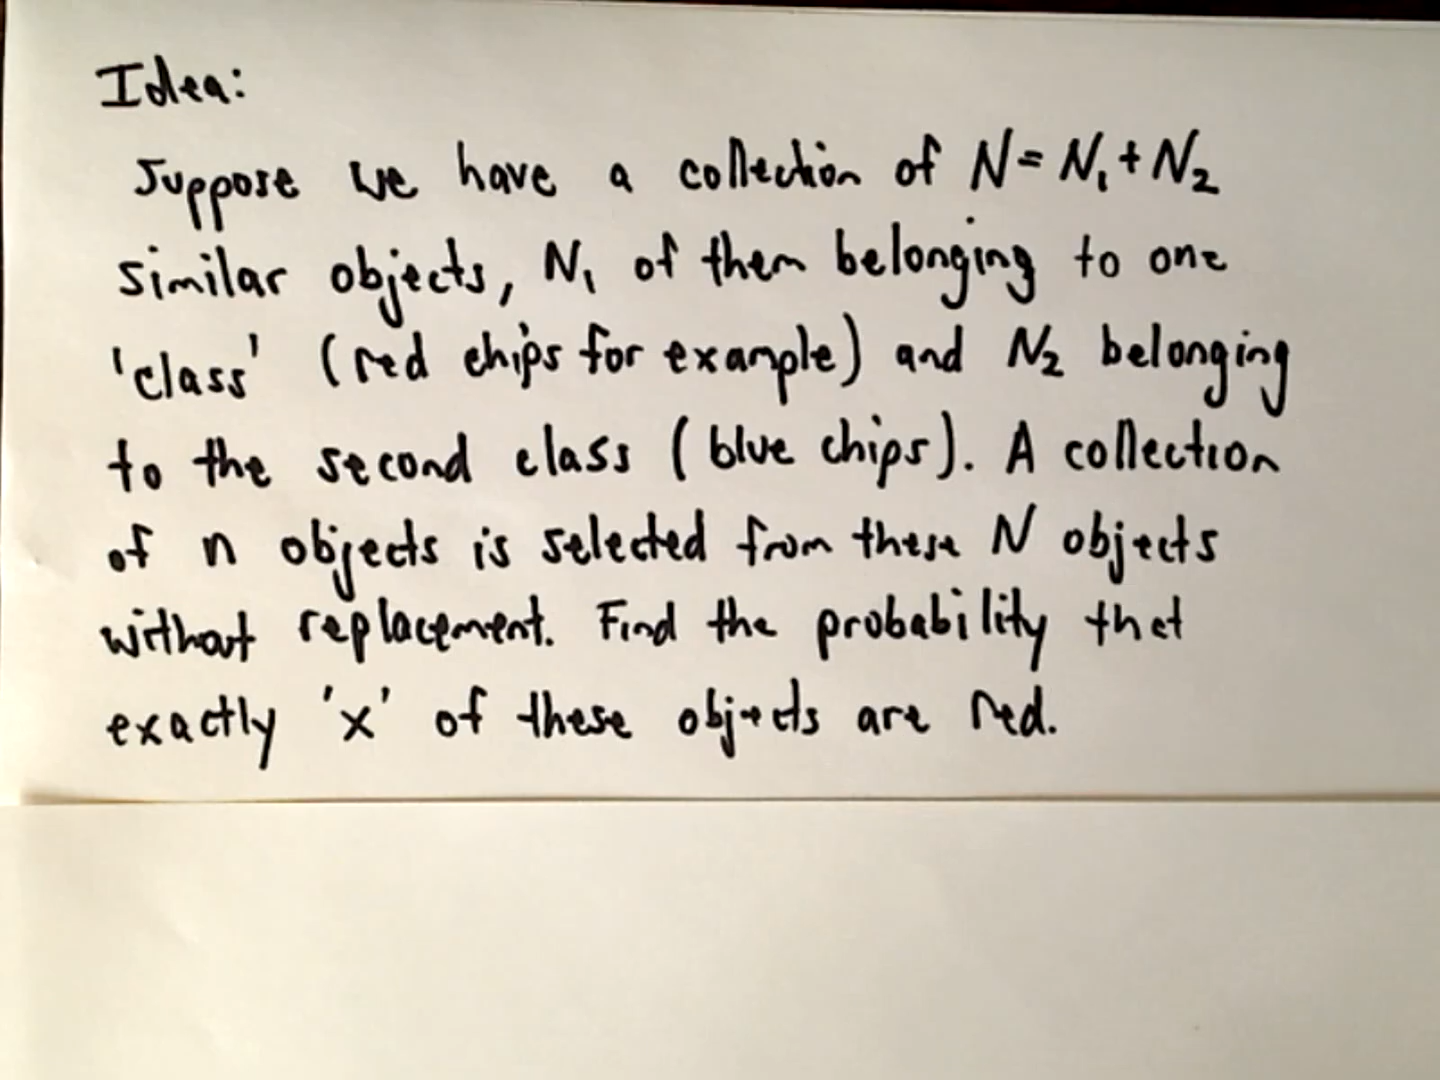 Idea:
Suppose we have a collection of N = N₁ + N₂
similar objects, N₁ of them belonging to one
'class' (red chips for example) and N₂ belonging
to the second class (blue chips). A collection
of n objects is selected from these N objects
without replacement. Find the probability that
exactly 'x' of these objects are red.